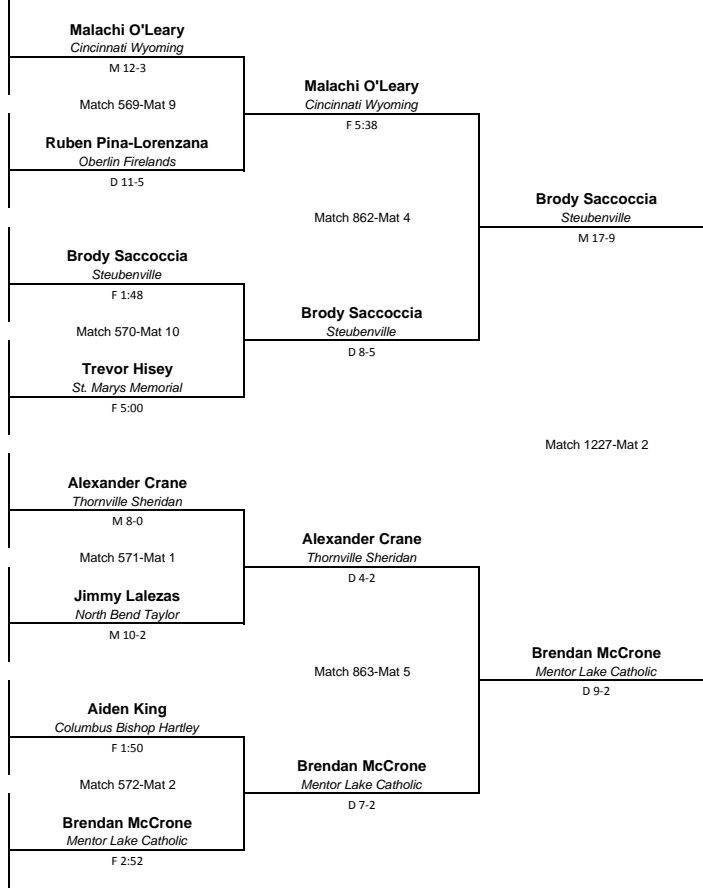 Malachi O'Leary
Cincinnati Wyoming
M 12-3
Match 569-Mat 9
Ruben Pina-Lorenzana
Oberlin Firelands
D 11-5
Brody Saccoccia
Steubenville
F 1:48
Match 570-Mat 10
Trevor Hisey
St. Marys Memorial
F 5:00
Alexander Crane
Thornville Sheridan
M 8-0
Match 571-Mat 1
Jimmy Lalezas
North Bend Taylor
M 10-2
Aiden King
Columbus Bishop Hartley
F 1:50
Match 572-Mat 2
Brendan McCrone
Mentor Lake Catholic
F 2:52
Malachi O'Leary
Cincinnati Wyoming
F 5:38
Match 862-Mat 4
Brody Saccoccia
Steubenville
D 8-5
Alexander Crane
Thornville Sheridan
D 4-2
Match 863-Mat 5
Brendan McCrone
Mentor Lake Catholic
D 7-2
Brody Saccoccia
Steubenville
M 17-9
Match 1227-Mat 2
Brendan McCrone
Mentor Lake Catholic
D 9-2